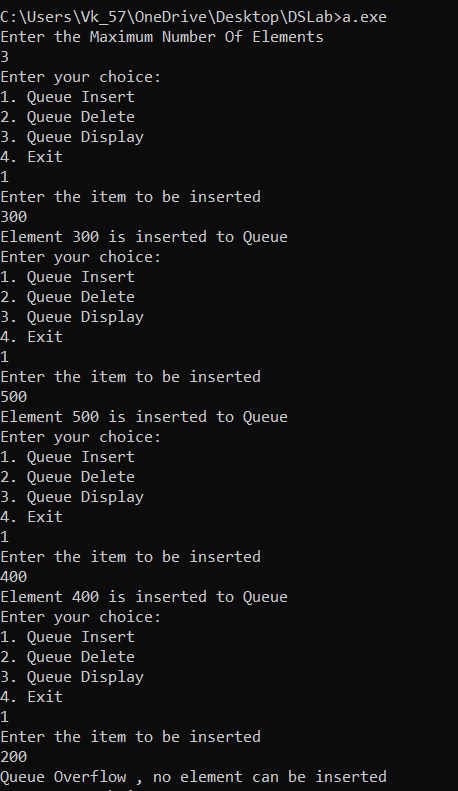 C:\Users\Vk_57\OneDrive\Desktop\DSLab>a.exe
Enter the Maximum Number Of Elements
3
Enter your choice:
1. Queue Insert
2. Queue Delete
3. Queue Display
4. Exit
1
Enter the item to be inserted
300
Element 300 is inserted to Queue
Enter your choice:
1. Queue Insert
2. Queue Delete
3. Queue Display
4. Exit
1
Enter the item to be inserted
500
Element 500 is inserted to Queue
Enter your choice:
1. Queue Insert
2. Queue Delete
3. Queue Display
4. Exit
1
Enter the item to be inserted
400
Element 400 is inserted to Queue
Enter your choice:
1. Queue Insert
2. Queue Delete
3. Queue Display
4. Exit
1
Enter the item to be inserted
200
Queue Overflow , no element can be inserted